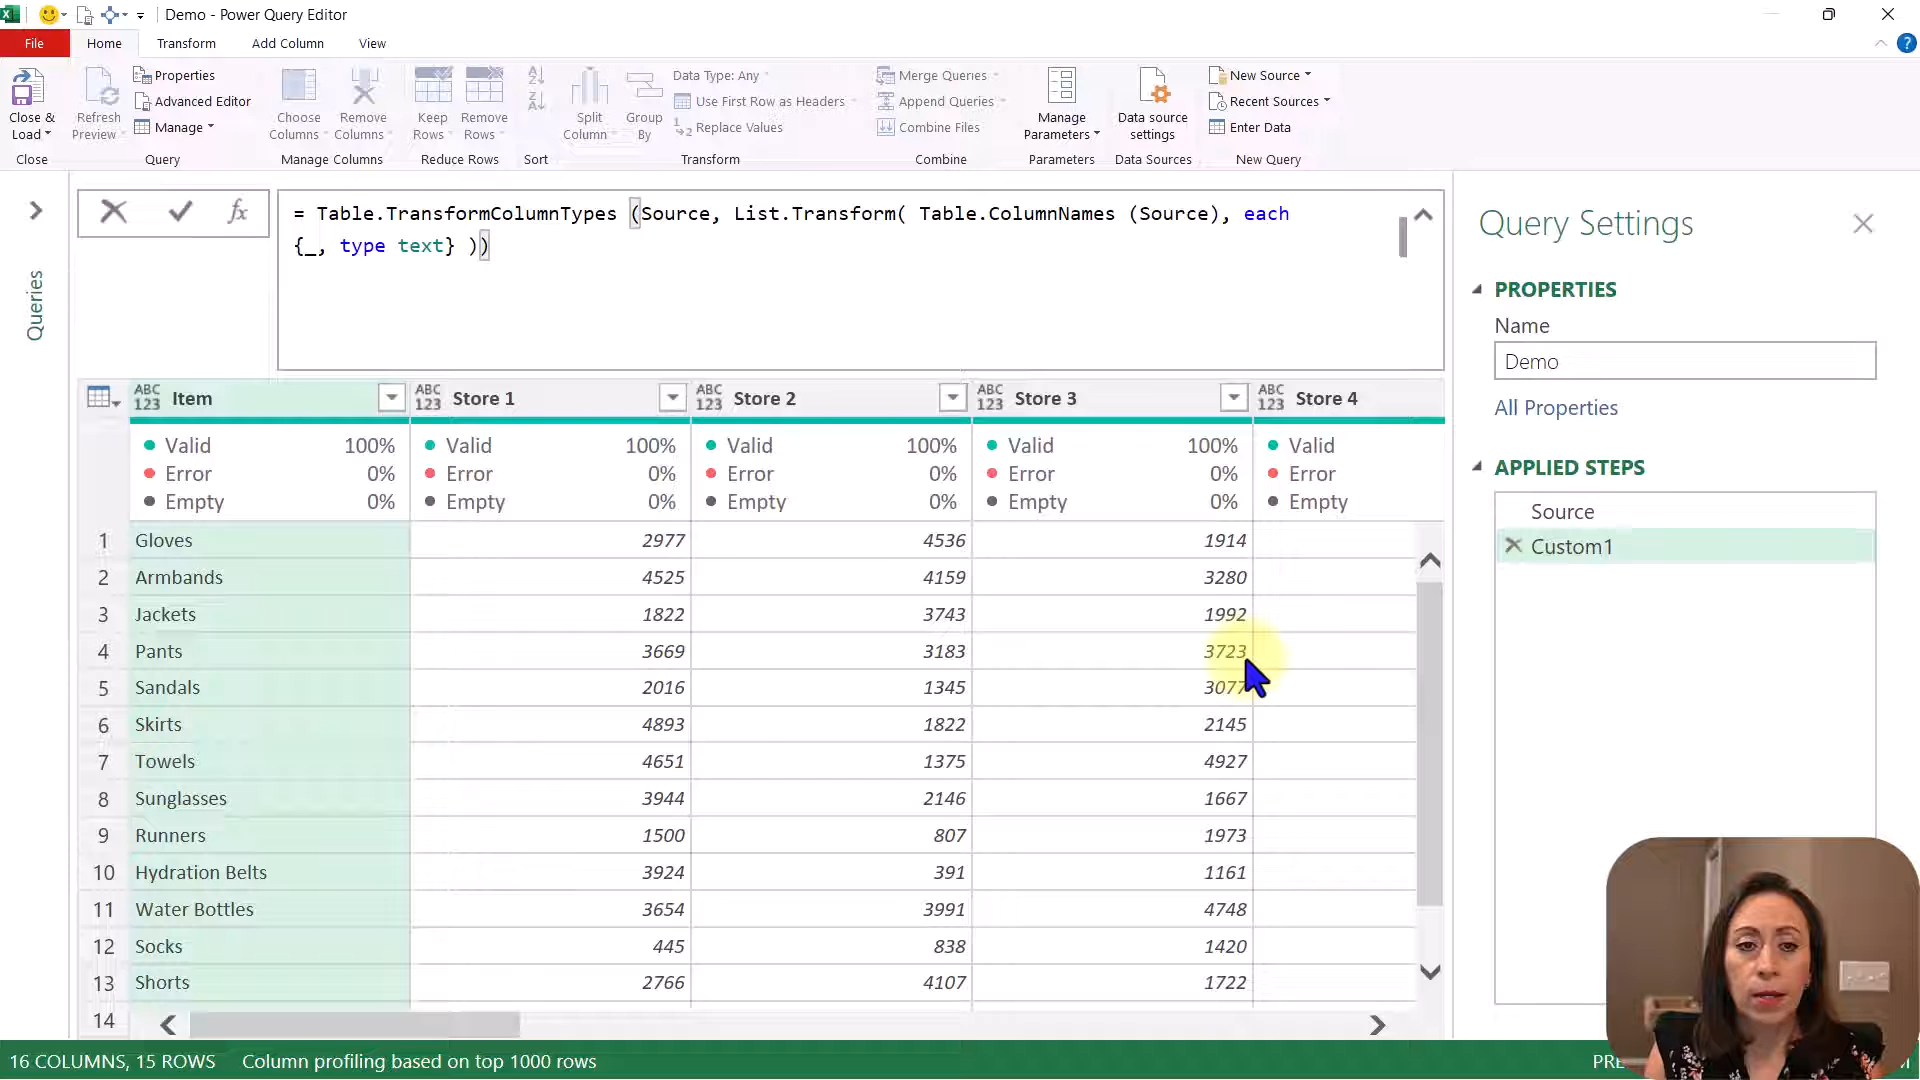 Demo - Power Query Editor
File Home Transform Add Column View
Close & Load
Close
Refresh Preview
Properties
Advanced Editor
Manage
Query
Choose Columns
Remove Columns
Manage Columns
Keep Rows
Remove Rows
Reduce Rows
A Z
Z A
Sort
Split Column
Group By
Data Type: Any
Use First Row as Headers
1 2 Replace Values
Transform
Merge Queries
Append Queries
Combine Files
Combine
Manage Parameters
Parameters
Data source settings
Data Sources
New Source
Recent Sources
Enter Data
New Query
Queries
fx
= Table.TransformColumnTypes (Source, List.Transform( Table.ColumnNames (Source), each
{_, type text} ))
ABC 123 Item ABC 123 Store 1 ABC 123 Store 2 ABC 123 Store 3 ABC 123 Store 4
Valid 100% Valid 100% Valid 100% Valid 100% Valid
Error 0% Error 0% Error 0% Error 0% Error
Empty 0% Empty 0% Empty 0% Empty 0% Empty
1 Gloves 2977 4536 1914
2 Armbands 4525 4159 3280
3 Jackets 1822 3743 1992
4 Pants 3669 3183 3723
5 Sandals 2016 1345 3077
6 Skirts 4893 1822 2145
7 Towels 4651 1375 4927
8 Sunglasses 3944 2146 1667
9 Runners 1500 807 1973
10 Hydration Belts 3924 391 1161
11 Water Bottles 3654 3991 4748
12 Socks 445 838 1420
13 Shorts 2766 4107 1722
14
Query Settings
PROPERTIES
Name
Demo
All Properties
APPLIED STEPS
Source
Custom1
16 COLUMNS, 15 ROWS Column profiling based on top 1000 rows